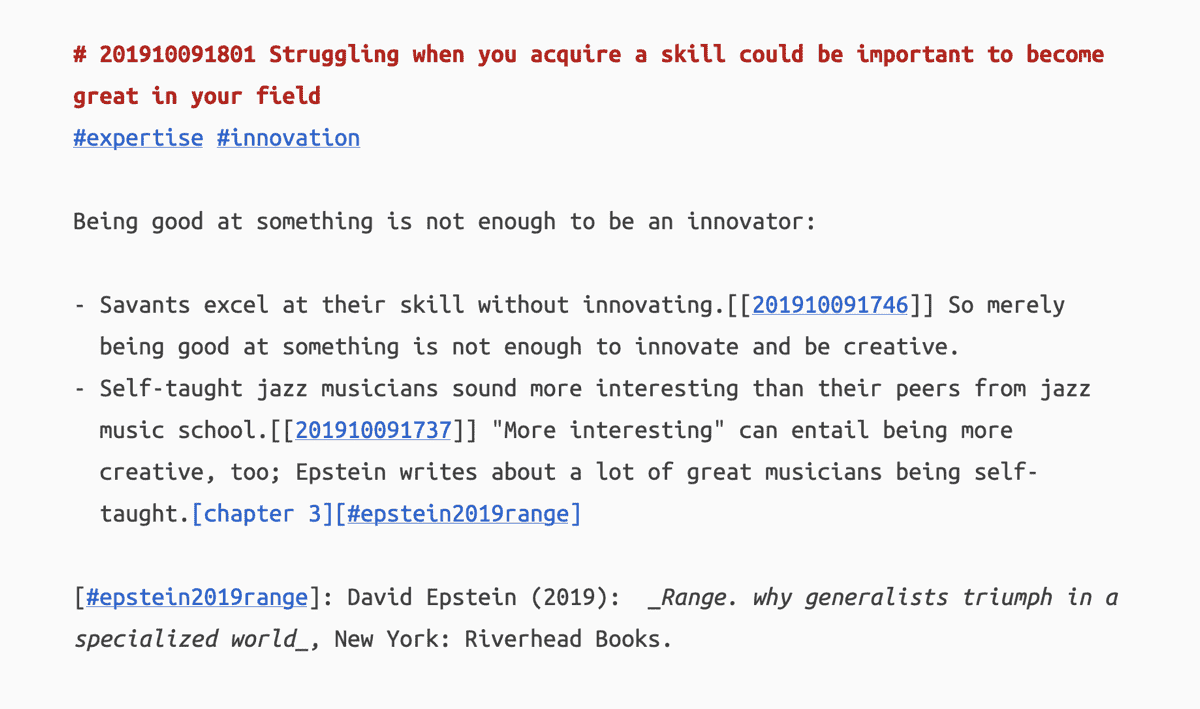 # 201910091801 Struggling when you acquire a skill could be important to become
great in your field
#expertise #innovation
Being good at something is not enough to be an innovator:
- Savants excel at their skill without innovating.[[201910091746]] So merely
being good at something is not enough to innovate and be creative.
- Self-taught jazz musicians sound more interesting than their peers from jazz
music school.[[201910091737]] "More interesting" can entail being more
creative, too; Epstein writes about a lot of great musicians being self-
taught.[chapter 3][#epstein2019range]
[#epstein2019range]: David Epstein (2019):  _Range. why generalists triumph in a
specialized world_, New York: Riverhead Books.